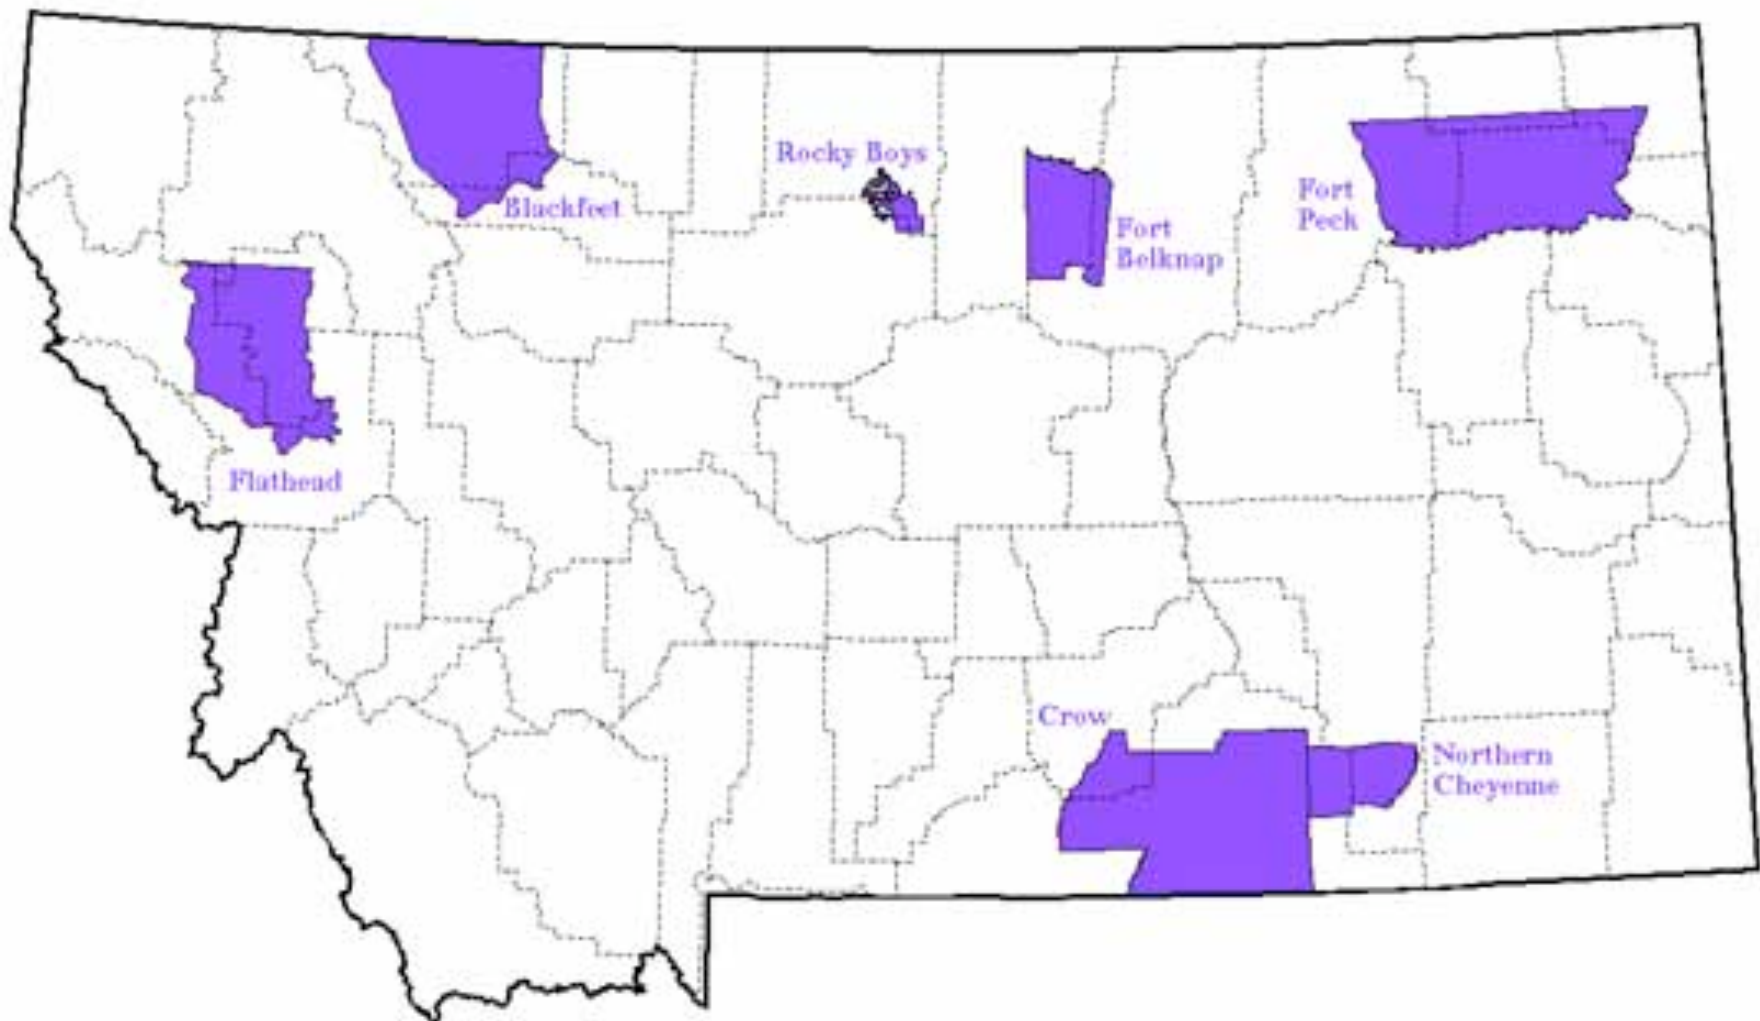 Rocky Boys
Blackfeet
Fort
Peck
Fort
Belknap
Flathead
Crow
Northern
Cheyenne